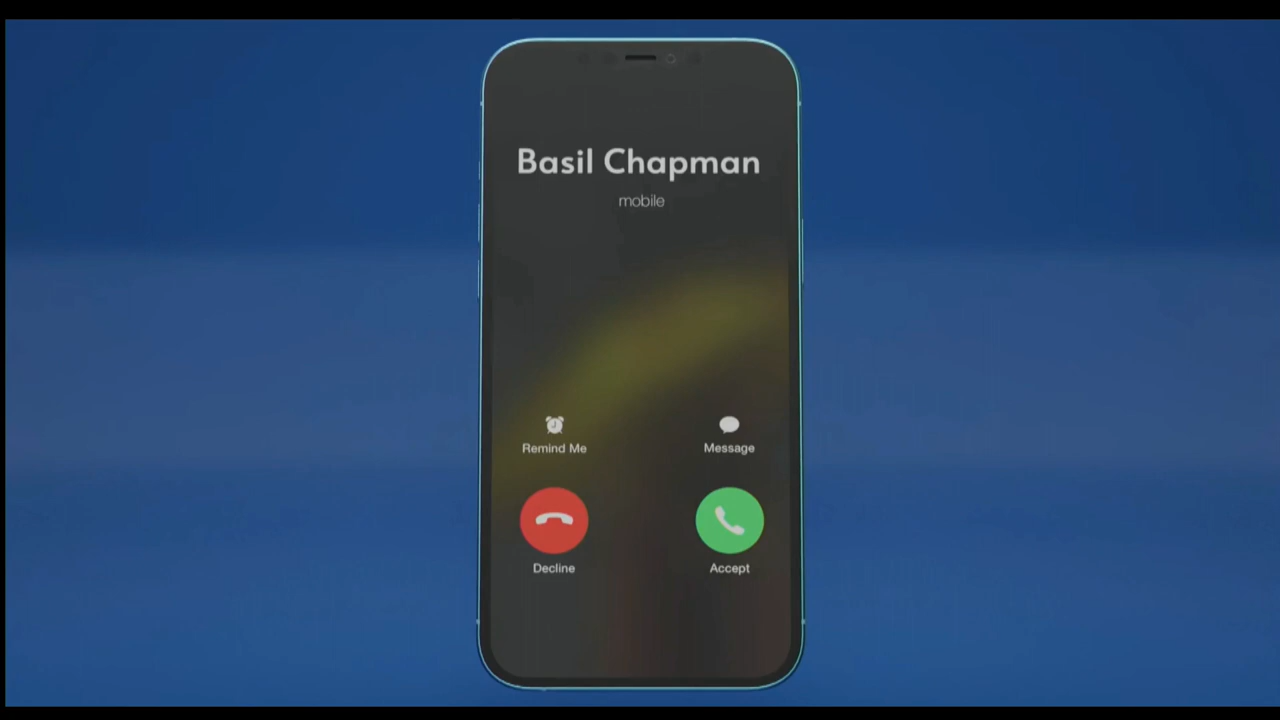 Basil Chapman
mobile
Remind Me
Message
Decline
Accept